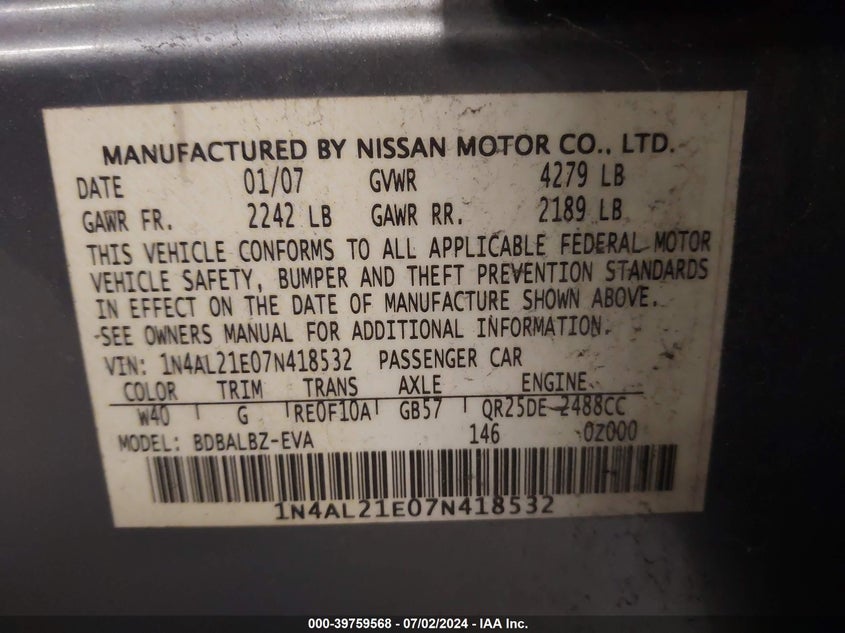 MANUFACTURED BY NISSAN MOTOR CO., LTD.
DATE 01/07 GVWR 4279 LB
GAWR FR. 2242 LB GAWR RR. 2189 LB
THIS VEHICLE CONFORMS TO ALL APPLICABLE FEDERAL MOTOR
VEHICLE SAFETY, BUMPER AND THEFT PREVENTION STANDARDS
IN EFFECT ON THE DATE OF MANUFACTURE SHOWN ABOVE.
SEE OWNERS MANUAL FOR ADDITIONAL INFORMATION.
VIN: 1N4AL21E07N418532 PASSENGER CAR
COLOR TRIM TRANS AXLE ENGINE
W40 G RE0F10A GB57 QR25DE 2488CC
MODEL: BDBALBZ-EVA 146 0Z000
1N4AL21E07N418532
000-39759568 - 07/02/2024 - IAA Inc.